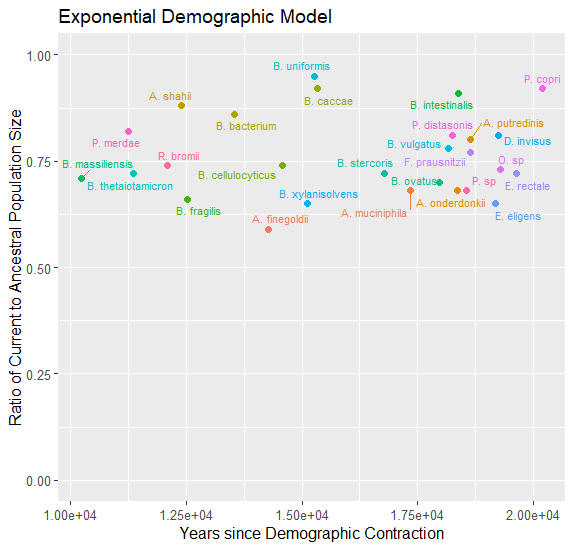 Exponential Demographic Model
Ratio of Current to Ancestral Population Size
1.00
0.75
0.50
0.25
0.00
B. uniformis
P. copri
A. shahii
B. caccae
B. intestinalis
B. bacterium
P. distasonis
A. putredinis
P. merdae
B. vulgatus
D. invisus
R. bromii
B. massiliensis
B. stercoris
F. prausnitzii
O. sp
B. cellulocyticus
B. thetaiotamicron
B. ovatus
P. sp
E. rectale
B. xylanisolvens
B. fragilis
A. muciniphila
A. onderdonkii
A. finegoldii
E. eligens
1.00e+04
1.25e+04
1.50e+04
1.75e+04
2.00e+04
Years since Demographic Contraction